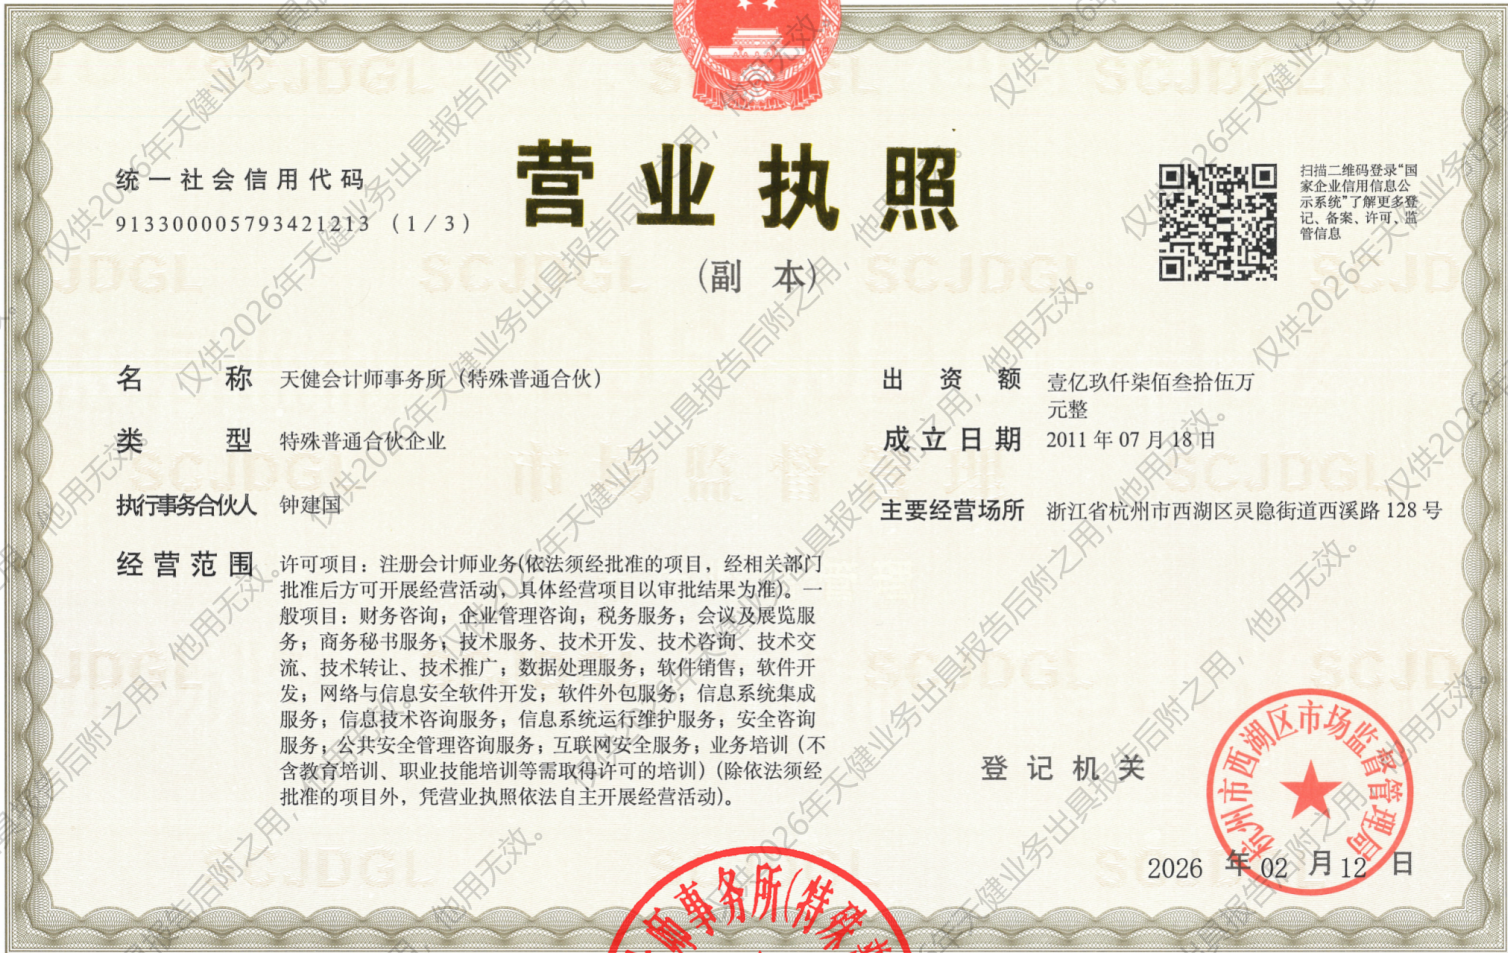 营业执照
(副 本)
统一社会信用代码
913300005793421213 (1/3)
扫描二维码登录“国
家企业信用信息公
示系统”了解更多登
记、备案、许可、监
管信息
名 称 天健会计师事务所(特殊普通合伙)
类 型 特殊普通合伙企业
执行事务合伙人 钟建国
经营范围 许可项目：注册会计师业务(依法须经批准的项目，经相关部门
批准后方可开展经营活动，具体经营项目以审批结果为准)。一
般项目：财务咨询；企业管理咨询；税务服务；会议及展览服
务；商务秘书服务；技术服务、技术开发、技术咨询、技术交
流、技术转让、技术推广；数据处理服务；软件销售；软件开
发；网络与信息安全软件开发；软件外包服务；信息系统集成
服务；信息技术咨询服务；信息系统运行维护服务；安全咨询
服务；公共安全管理咨询服务；互联网安全服务；业务培训（不
含教育培训、职业技能培训等需取得许可的培训）(除依法须经
批准的项目外，凭营业执照依法自主开展经营活动)。
出 资 额 壹亿玖仟柒佰叁拾伍万
元整
成立日期 2011 年 07 月 18 日
主要经营场所 浙江省杭州市西湖区灵隐街道西溪路 128 号
登记机关
杭州市西湖区市场监督管理局
2026 年 02 月 12 日
师事务所(特殊
仅供2026年天健业务出具报告后附之用，他用无效。
SCJDGL
市场监督管理